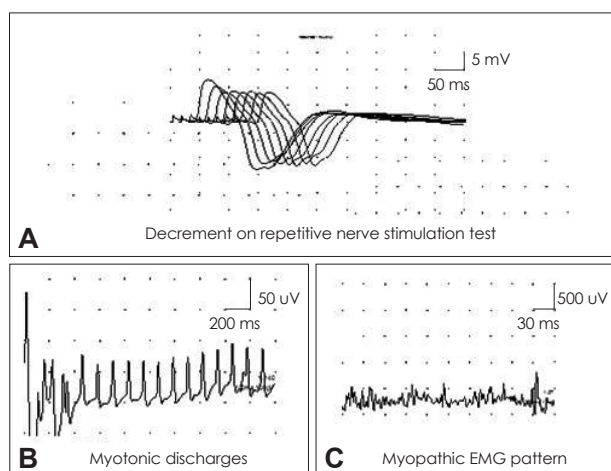 5 mV
50 ms
A
Decrement on repetitive nerve stimulation test
50 uV
200 ms
B
Myotonic discharges
500 uV
30 ms
C
Myopathic EMG pattern